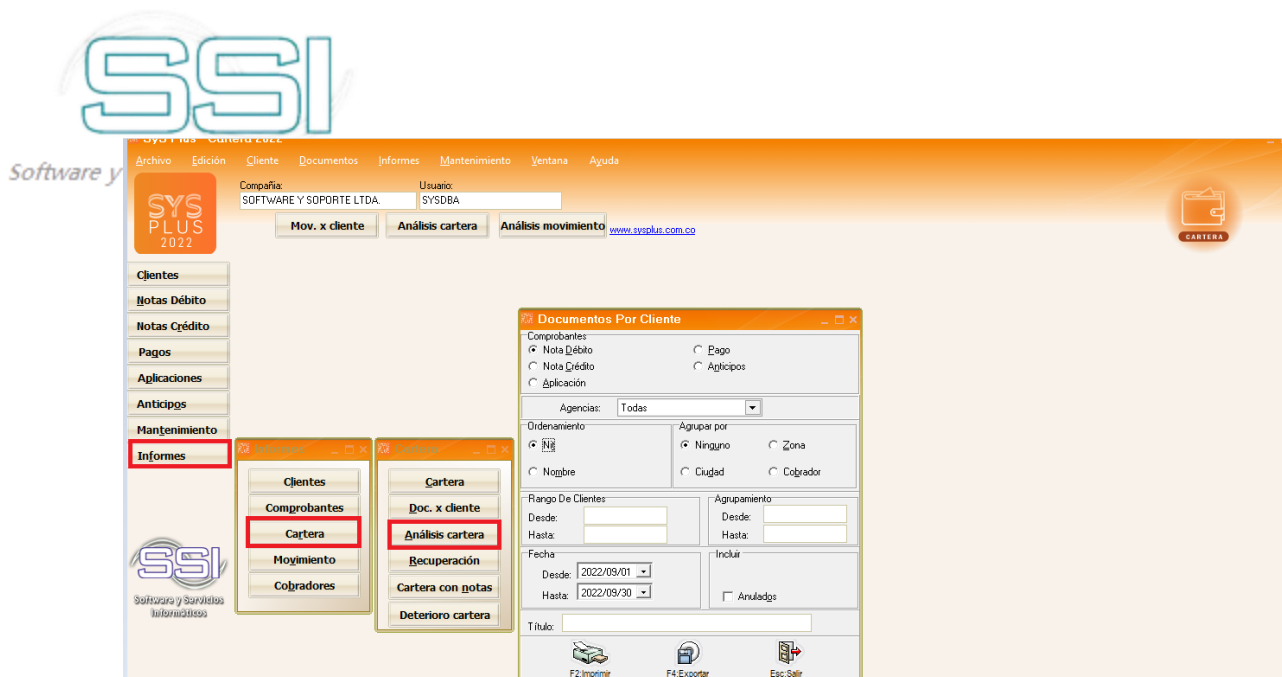 SSI
Software y
SYS Plus - Cartera 2022
Archivo Edición Cliente Documentos Informes Mantenimiento Ventana Ayuda
Compañia: Usuario:
SOFTWARE Y SOPORTE LTDA. SYSDBA
Mov. x cliente Análisis cartera Análisis movimiento www.sysplus.com.co
SYS
PLUS
2022
CARTERA
Clientes
Notas Débito
Notas Crédito
Pagos
Aplicaciones
Anticipos
Mantenimiento
Informes
SSI
Software y Servicios
Informáticos
Informes
Clientes
Comprobantes
Cartera
Movimiento
Cobradores
Cartera
Cartera
Doc. x cliente
Análisis cartera
Recuperación
Cartera con notas
Deterioro cartera
Documentos Por Cliente
Comprobantes
Nota Débito Pago
Nota Crédito Anticipos
Aplicación
Agencias: Todas
Ordenamiento Agrupar por
Nit Ninguno Zona
Nombre Ciudad Cobrador
Rango De Clientes Agrupamiento
Desde: Desde:
Hasta: Hasta:
Fecha Incluir
Desde: 2022/09/01
Hasta: 2022/09/30 Anulados
Título:
F2:Imprimir F4:Exportar Esc:Salir